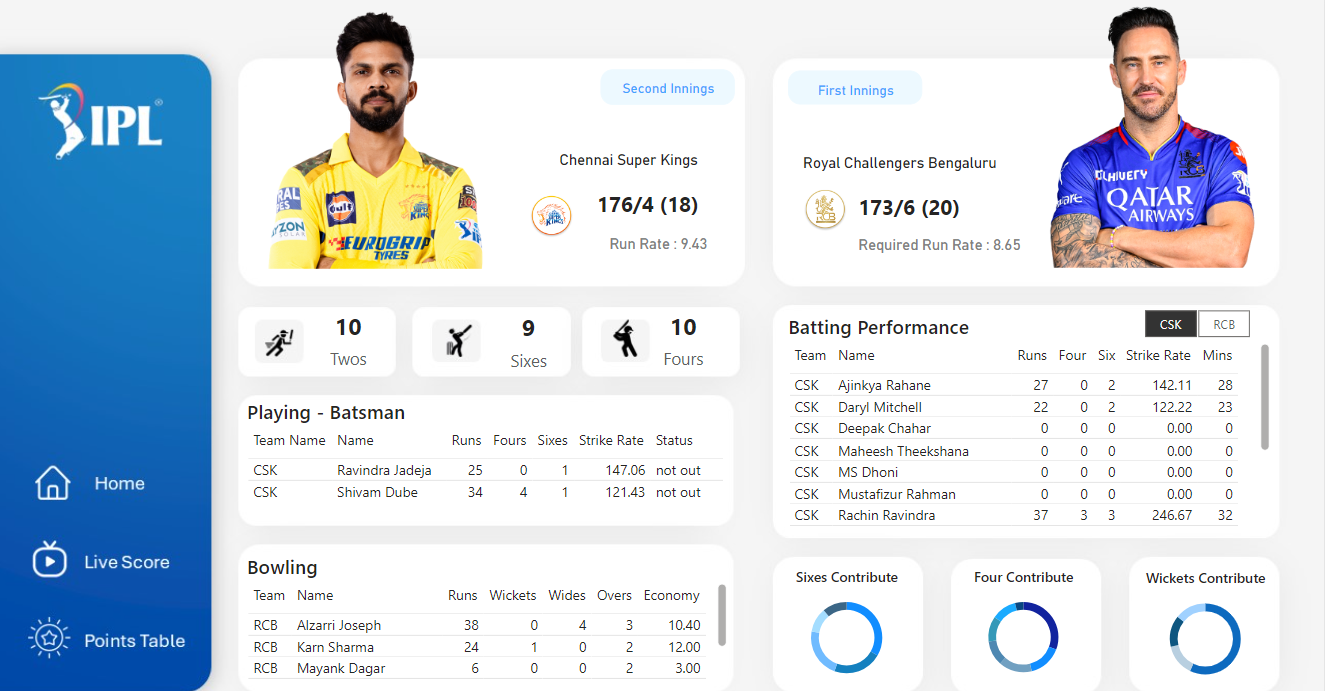 IPL
Home
Live Score
Points Table
Second Innings
Chennai Super Kings
176/4 (18)
Run Rate : 9.43
Gulf
EUROGRIP
TYRES
First Innings
Royal Challengers Bengaluru
173/6 (20)
Required Run Rate : 8.65
QATAR
AIRWAYS
10
Twos
9
Sixes
10
Fours
Playing - Batsman
Team Name Name Runs Fours Sixes Strike Rate Status
CSK Ravindra Jadeja 25 0 1 147.06 not out
CSK Shivam Dube 34 4 1 121.43 not out
Bowling
Team Name Runs Wickets Wides Overs Economy
RCB Alzarri Joseph 38 0 4 3 10.40
RCB Karn Sharma 24 1 0 2 12.00
RCB Mayank Dagar 6 0 0 2 3.00
Batting Performance
CSK RCB
Team Name Runs Four Six Strike Rate Mins
CSK Ajinkya Rahane 27 0 2 142.11 28
CSK Daryl Mitchell 22 0 2 122.22 23
CSK Deepak Chahar 0 0 0 0.00 0
CSK Maheesh Theekshana 0 0 0 0.00 0
CSK MS Dhoni 0 0 0 0.00 0
CSK Mustafizur Rahman 0 0 0 0.00 0
CSK Rachin Ravindra 37 3 3 246.67 32
Sixes Contribute
Four Contribute
Wickets Contribute